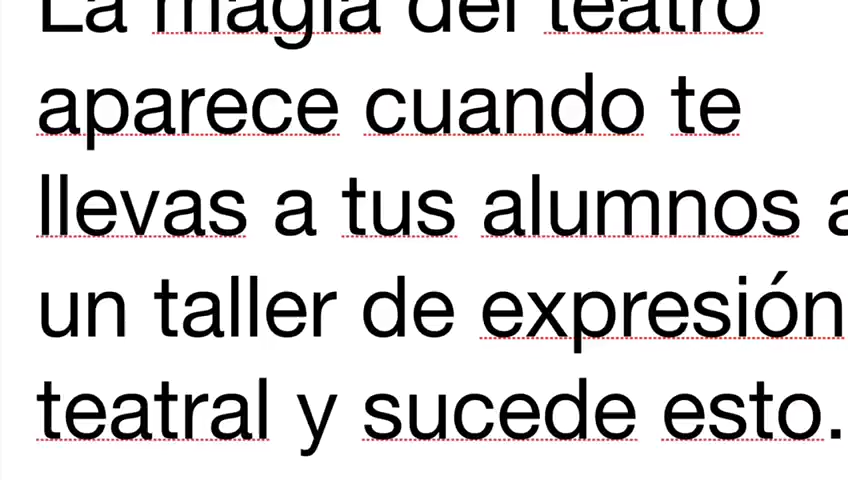 La magia del teatro
aparece cuando te
llevas a tus alumnos a
un taller de expresión
teatral y sucede esto.